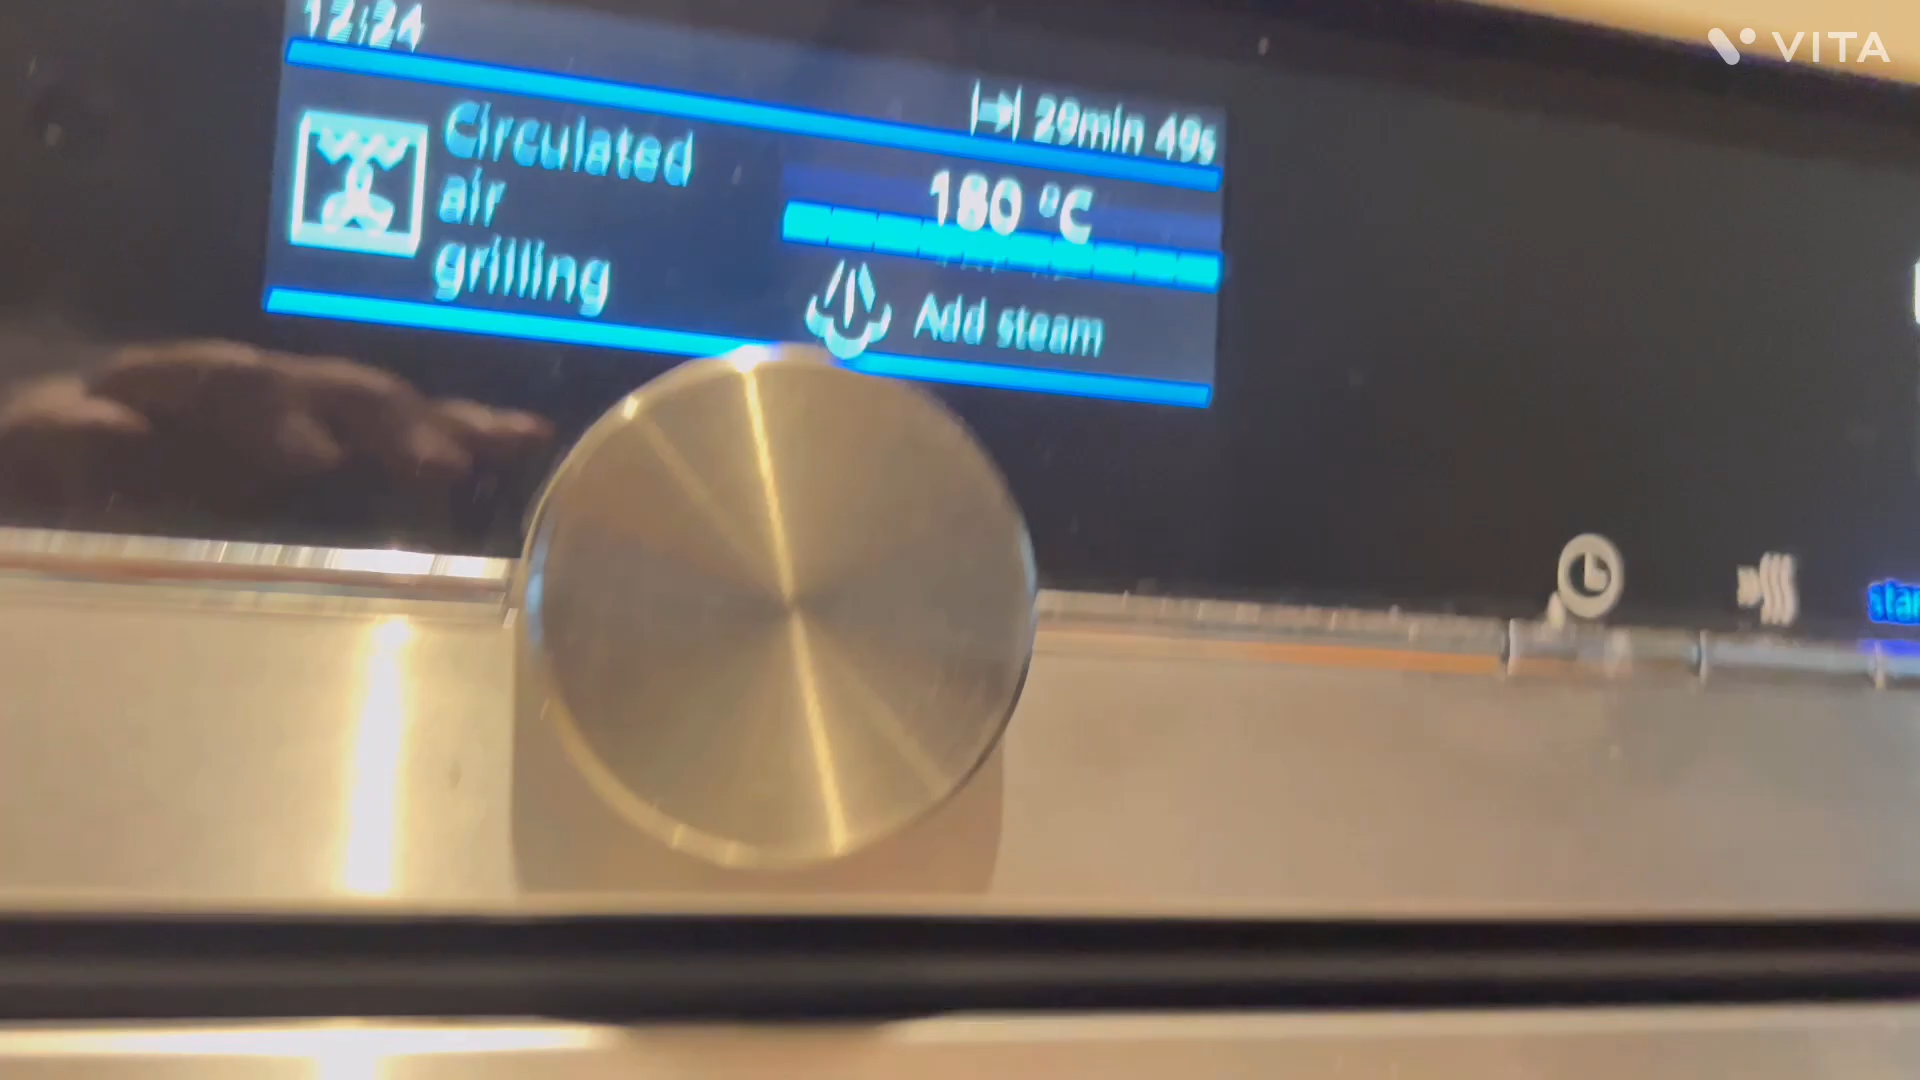 12:24
29min 49s
Circulated
air
grilling
180 °C
Add steam
VITA